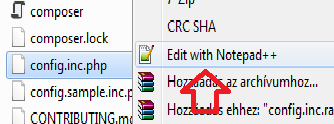 composer
composer.lock
config.inc.php
config.sample.inc.p
CONTRIBUTING.m
7-Zip
CRC SHA
Edit with Notepad++
Hozzáadás az archívumhoz...
Hozzáadás ehhez: "config.inc.ra